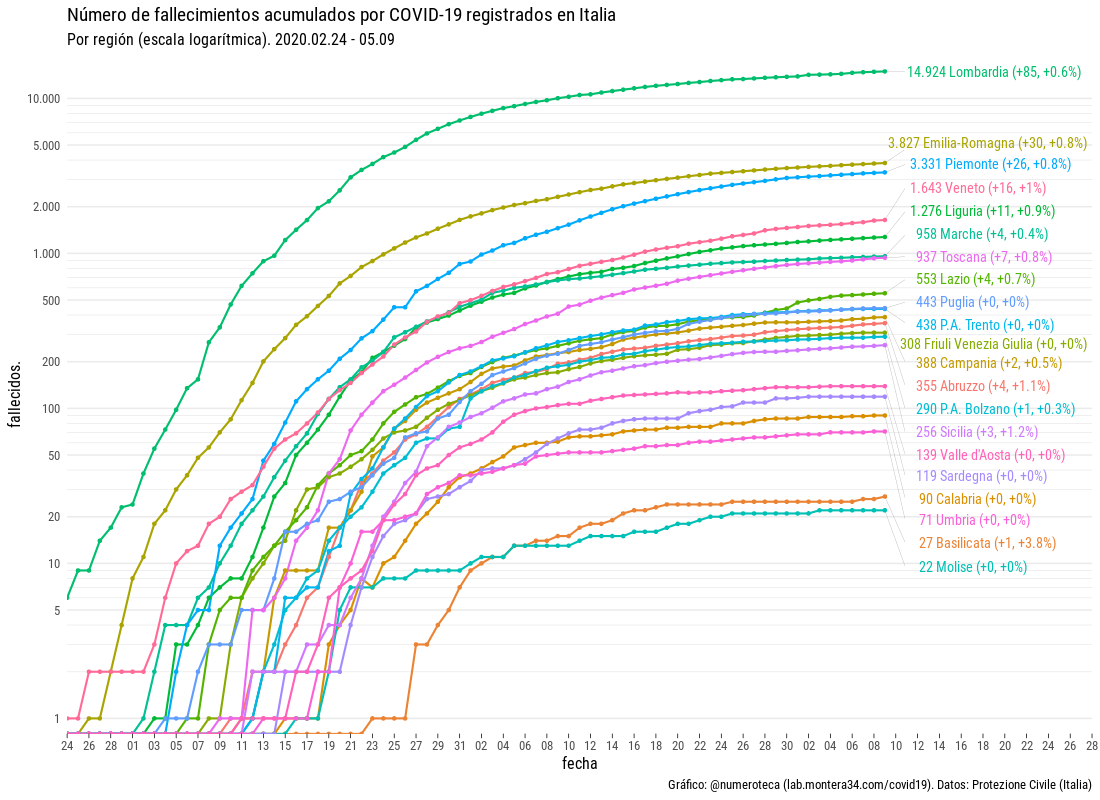 Número de fallecimientos acumulados por COVID-19 registrados en Italia
Por región (escala logarítmica). 2020.02.24 - 05.09
fallecidos.
10.000
5.000
2.000
1.000
500
200
100
50
20
10
5
1
14.924 Lombardia (+85, +0.6%)
3.827 Emilia-Romagna (+30, +0.8%)
3.331 Piemonte (+26, +0.8%)
1.643 Veneto (+16, +1%)
1.276 Liguria (+11, +0.9%)
958 Marche (+4, +0.4%)
937 Toscana (+7, +0.8%)
553 Lazio (+4, +0.7%)
443 Puglia (+0, +0%)
438 P.A. Trento (+0, +0%)
308 Friuli Venezia Giulia (+0, +0%)
388 Campania (+2, +0.5%)
355 Abruzzo (+4, +1.1%)
290 P.A. Bolzano (+1, +0.3%)
256 Sicilia (+3, +1.2%)
139 Valle d'Aosta (+0, +0%)
119 Sardegna (+0, +0%)
90 Calabria (+0, +0%)
71 Umbria (+0, +0%)
27 Basilicata (+1, +3.8%)
22 Molise (+0, +0%)
24 26 28 01 03 05 07 09 11 13 15 17 19 21 23 25 27 29 31 02 04 06 08 10 12 14 16 18 20 22 24 26 28 30 02 04 06 08 10 12 14 16 18 20 22 24 26 28
fecha
Gráfico: @numeroteca (lab.montera34.com/covid19). Datos: Protezione Civile (Italia)